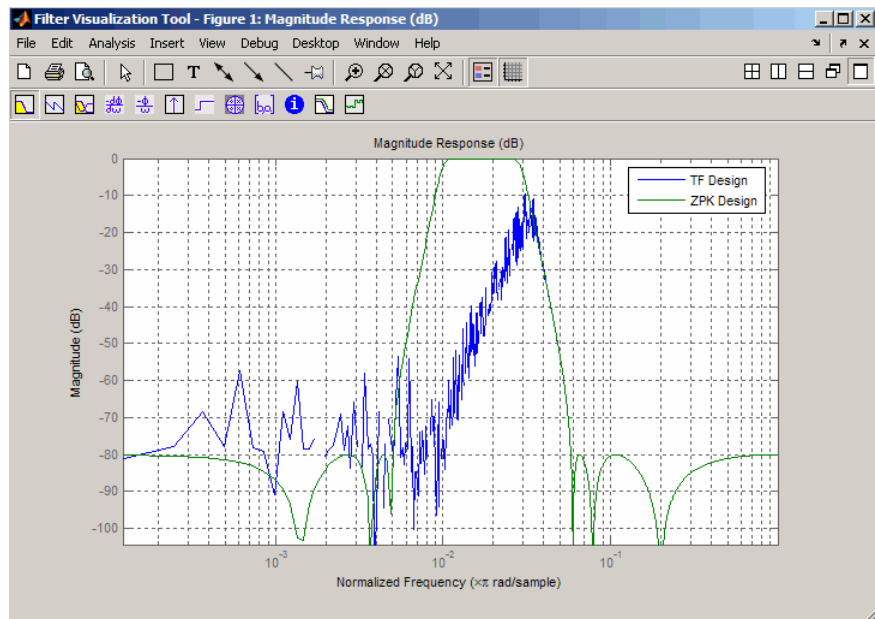 Filter Visualization Tool - Figure 1: Magnitude Response (dB)
File Edit Analysis Insert View Debug Desktop Window Help
T
[b,a]
i
Magnitude Response (dB)
TF Design
ZPK Design
Magnitude (dB)
0
-10
-20
-30
-40
-50
-60
-70
-80
-90
-100
10⁻³
10⁻²
10⁻¹
Normalized Frequency (×π rad/sample)